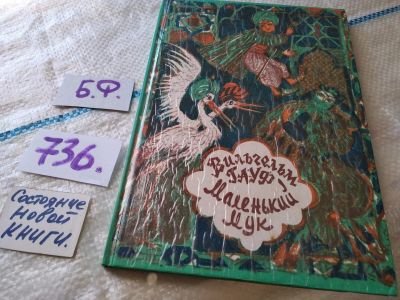 Б.Ф.
736.
Состояние
новой
книги.
Вильгельм
Гауф
Маленький
Мук